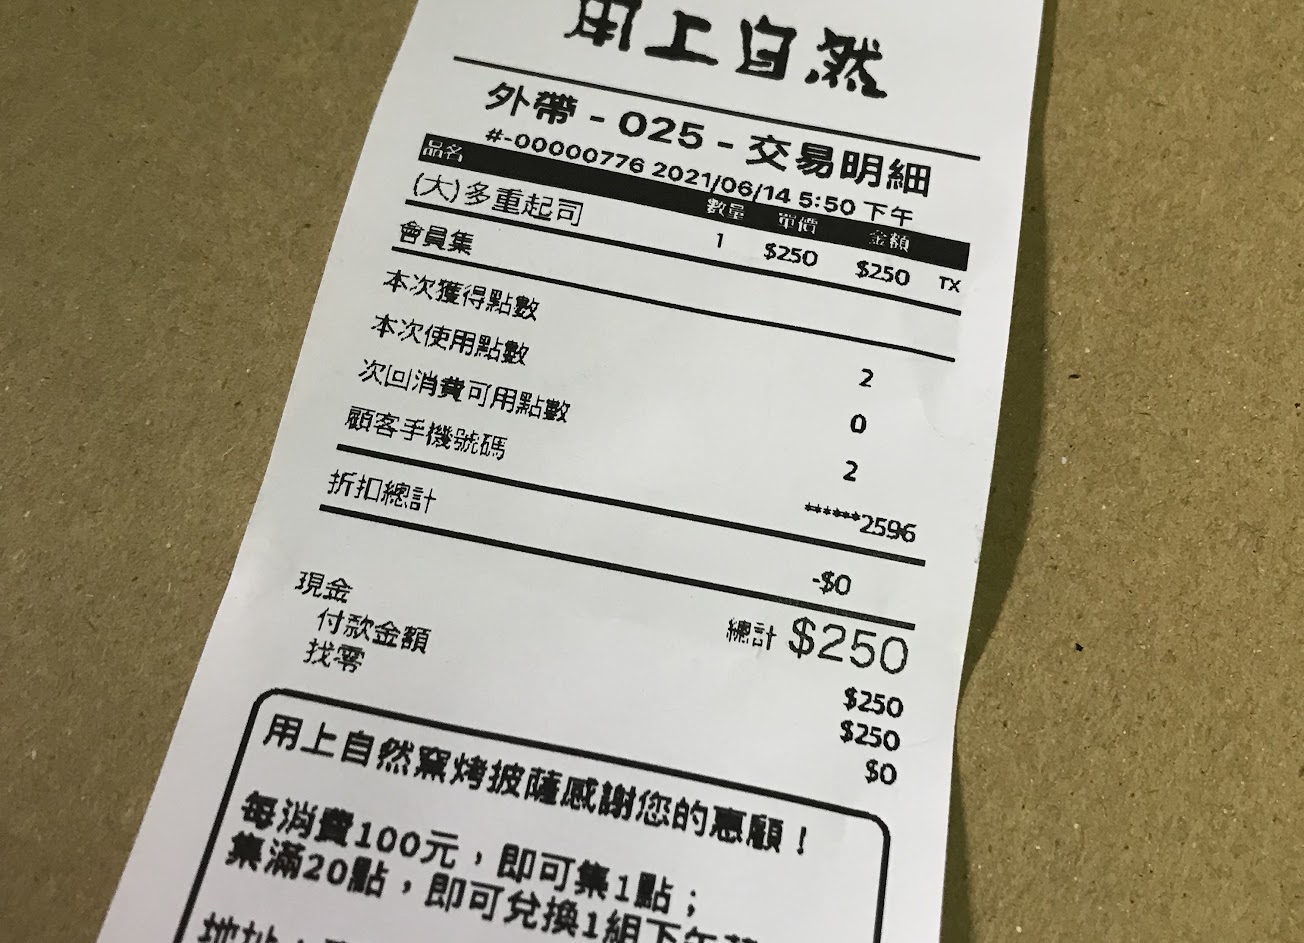 用上自然
外帶 - 025 - 交易明細
#-00000776 2021/06/14 5:50 下午
品名 數量 單價 金額
(大)多重起司 1 $250 $250 TX
會員集
本次獲得點數 2
本次使用點數 0
次回消費可用點數 2
顧客手機號碼 ******2596
折扣總計 -$0
總計 $250
現金 $250
付款金額 $250
找零 $0
用上自然窯烤披薩感謝您的惠顧！
每消費100元，即可集1點；
集滿20點，即可兌換1組下午
地址：